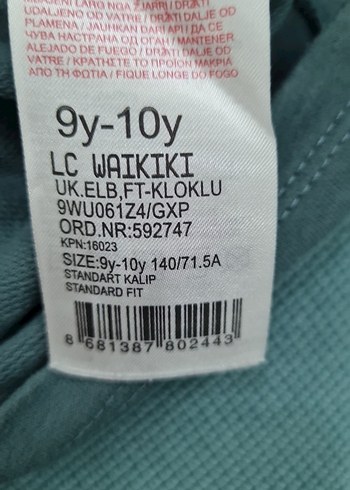 UDALJENO OD VATRE / DRŽATI DALJE OD
PLAMENA / JAUHKAN DARI API / ДА СЕ
ЧУВА НАСТРАНА ОД ОГАН / MANTENER
ALEJADO DE FUEGO / DRŽATI DALJE OD
VATRE / ΚΡΑΤΗΣΤΕ ΤΟ ΠΡΟΪΟΝ ΜΑΚΡΙΑ
ΑΠΟ ΤΗ ΦΩΤΙΑ / FIQUE LONGE DO FOGO
9y-10y
LC WAIKIKI
UK.ELB,FT-KLOKLU
9WU061Z4/GXP
ORD.NR:592747
KPN:16023
SIZE:9y-10y 140/71.5A
STANDART KALIP
STANDARD FIT
8 681387 802443